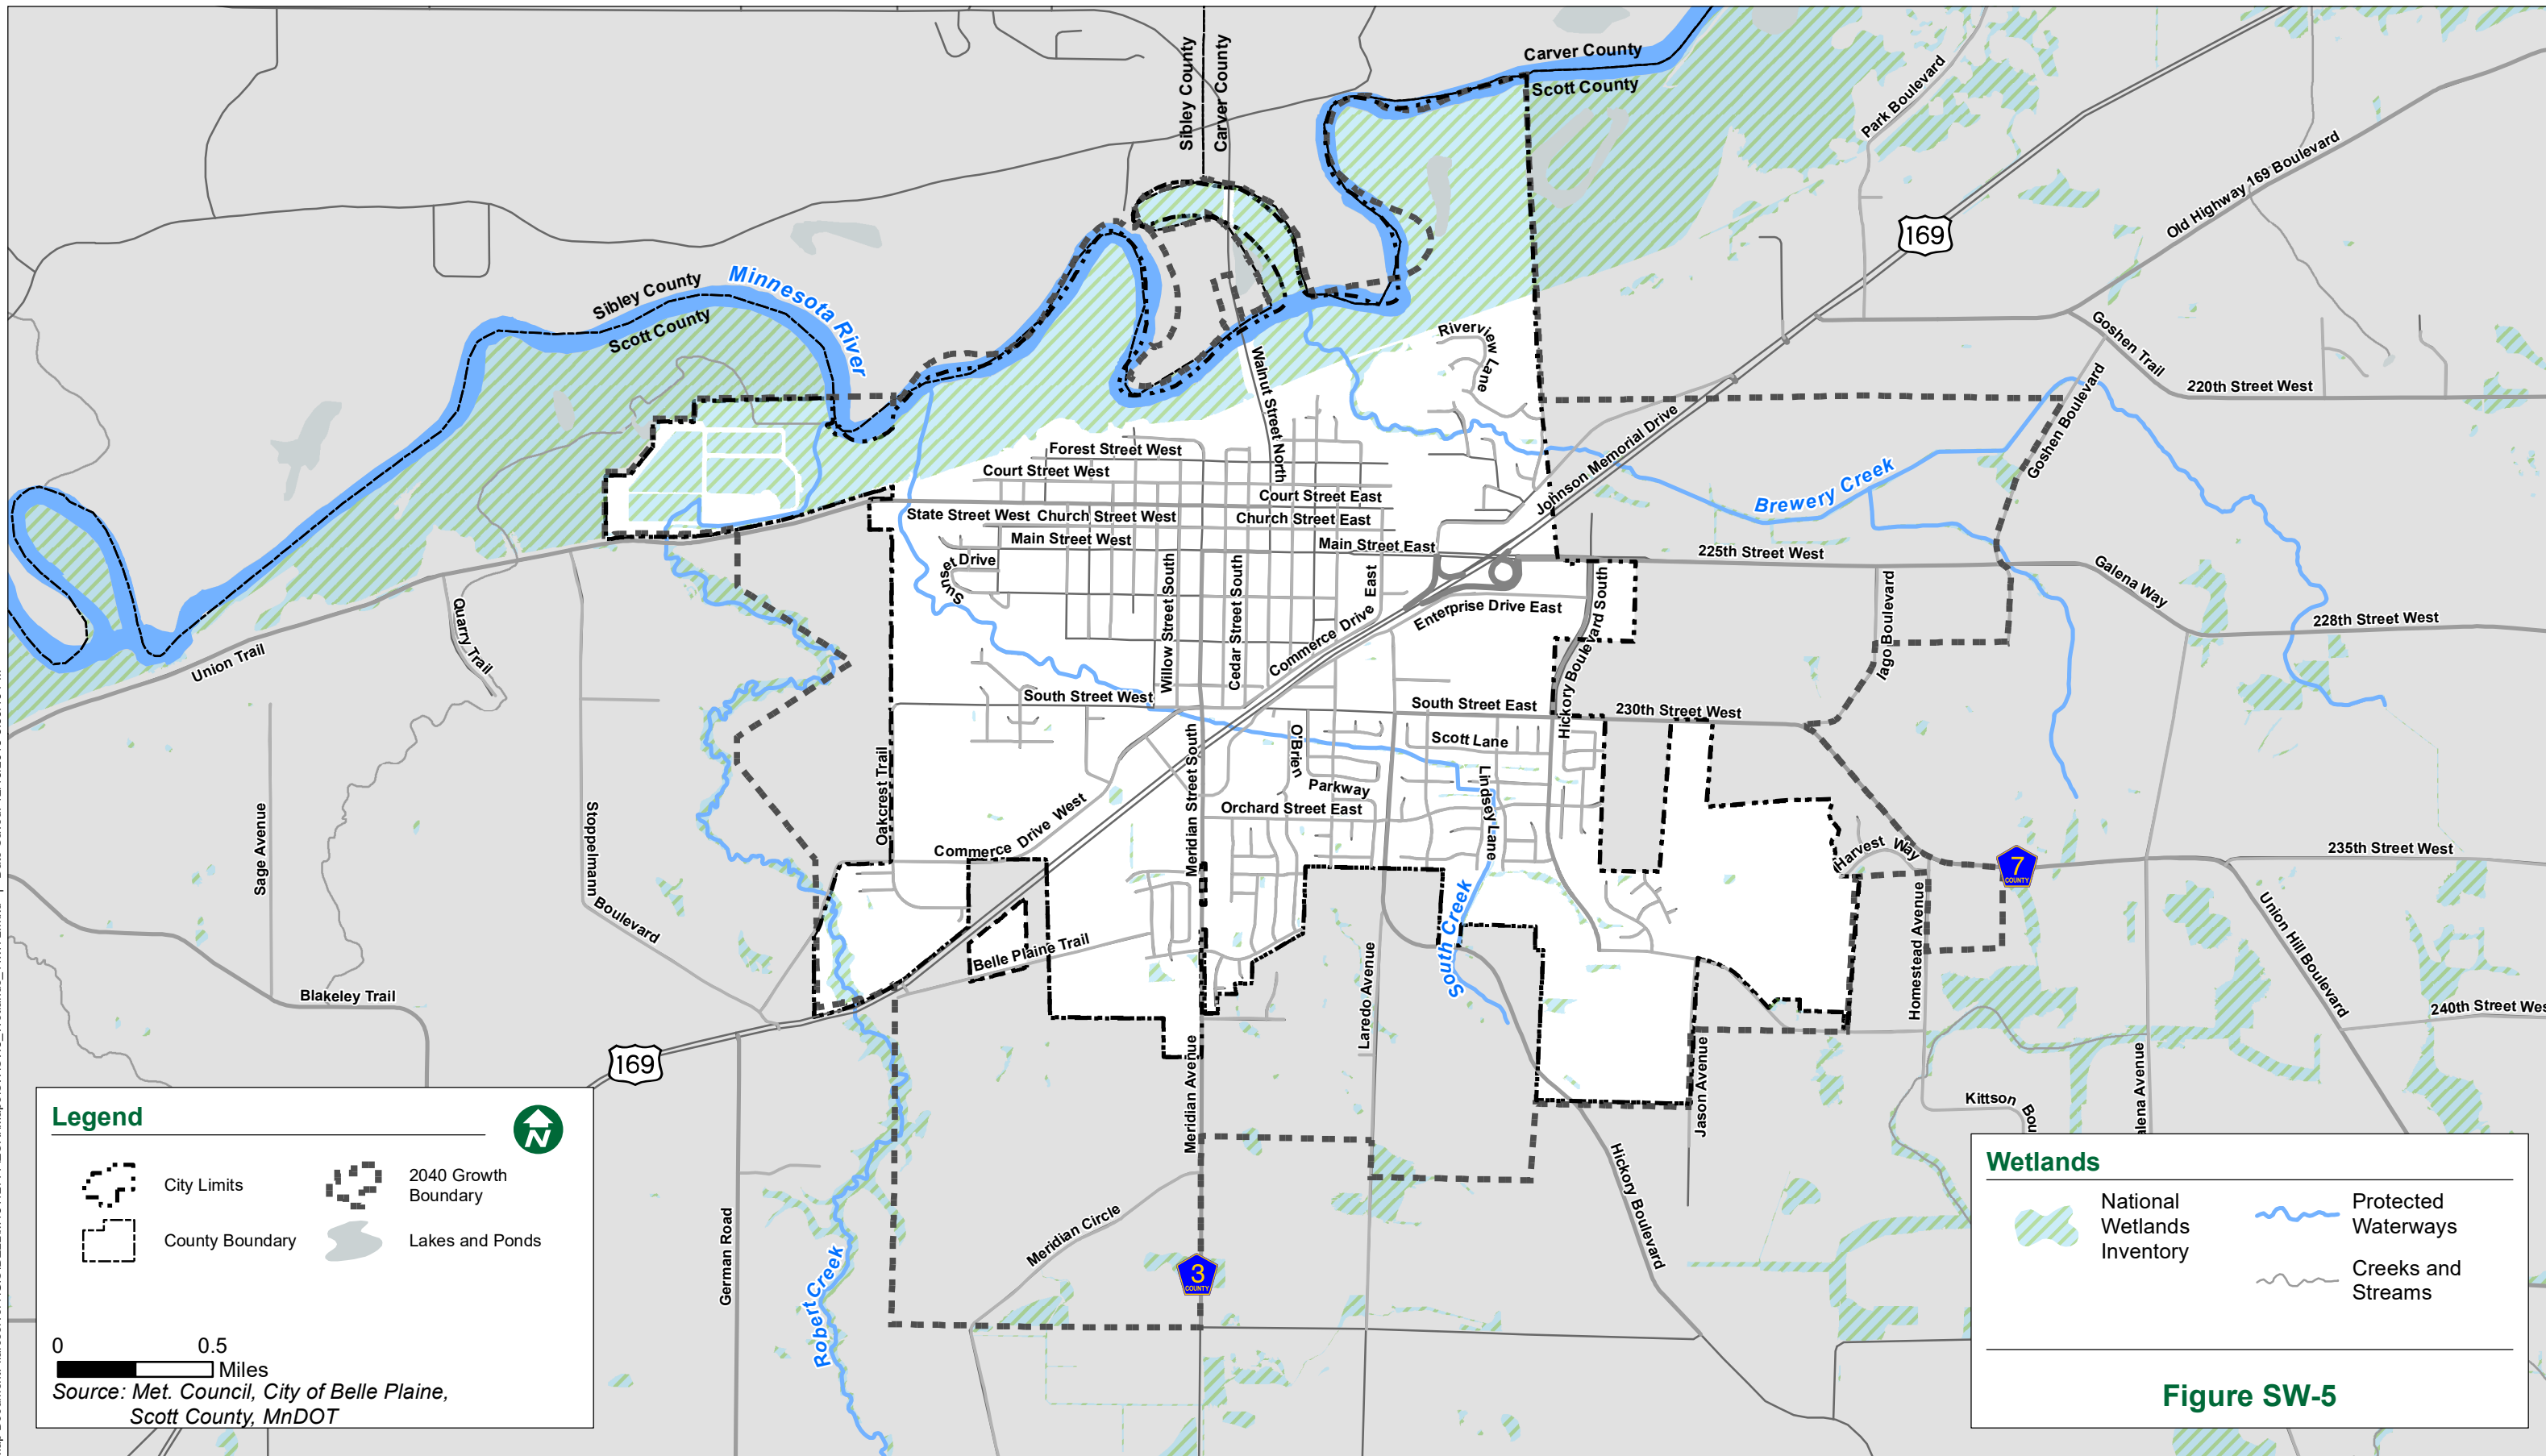 Sibley County
Carver County
Carver County
Scott County
Park Boulevard
169
Old Highway 169 Boulevard
Minnesota River
Sibley County
Scott County
Riverview Lane
Goshen Trail
220th Street West
Walnut Street North
Johnson Memorial Drive
Goshen Boulevard
Forest Street West
Court Street West
Court Street East
Brewery Creek
State Street West
Church Street West
Church Street East
Main Street West
Main Street East
225th Street West
Galena Way
Sunset Drive
Willow Street South
Cedar Street South
East
Commerce Drive
Enterprise Drive East
Hickory Boulevard South
Iago Boulevard
228th Street West
Quarry Trail
Union Trail
South Street West
South Street East
230th Street West
Oakcrest Trail
Meridian Street South
O'Brien
Parkway
Scott Lane
Lindsey Lane
Orchard Street East
Sage Avenue
Stoppelmann Boulevard
Commerce Drive West
Harvest Way
7
COUNTY
235th Street West
Union Hill Boulevard
Belle Plaine Trail
South Creek
Laredo Avenue
Homestead Avenue
Blakeley Trail
240th Street Wes
169
Meridian Avenue
Jason Avenue
Kittson
alena Avenue
Hickory Boulevard
Meridian Circle
3
COUNTY
German Road
Robert Creek
Legend
N
City Limits
2040 Growth
Boundary
County Boundary
Lakes and Ponds
0 0.5
Miles
Source: Met. Council, City of Belle Plaine,
Scott County, MnDOT
Wetlands
National
Wetlands
Inventory
Protected
Waterways
Creeks and
Streams
Figure SW-5